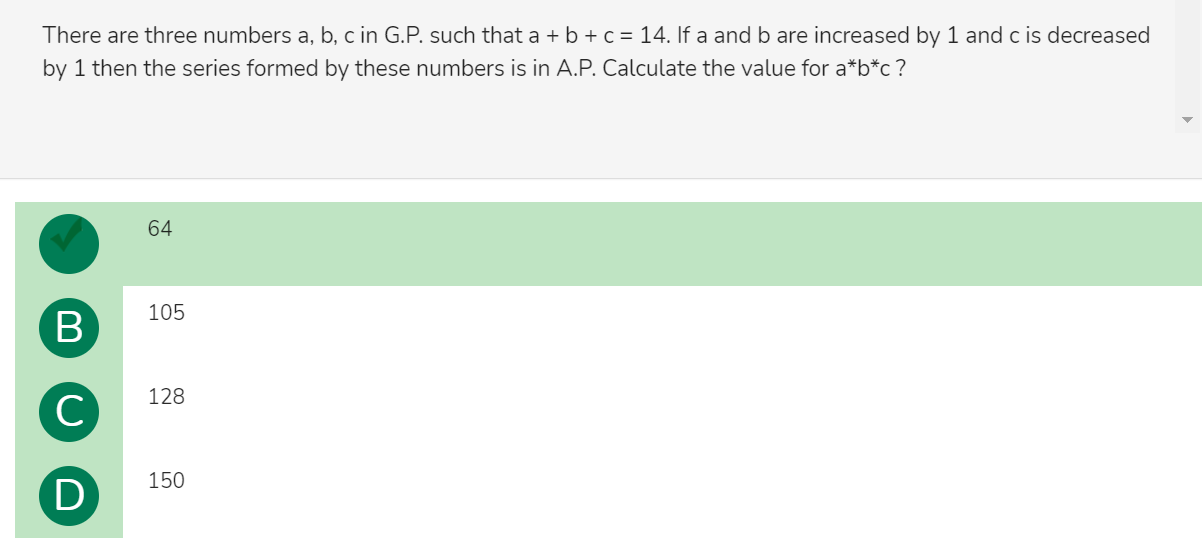 There are three numbers a, b, c in G.P. such that a + b + c = 14. If a and b are increased by 1 and c is decreased
by 1 then the series formed by these numbers is in A.P. Calculate the value for a*b*c ?
64
B 105
C 128
D 150